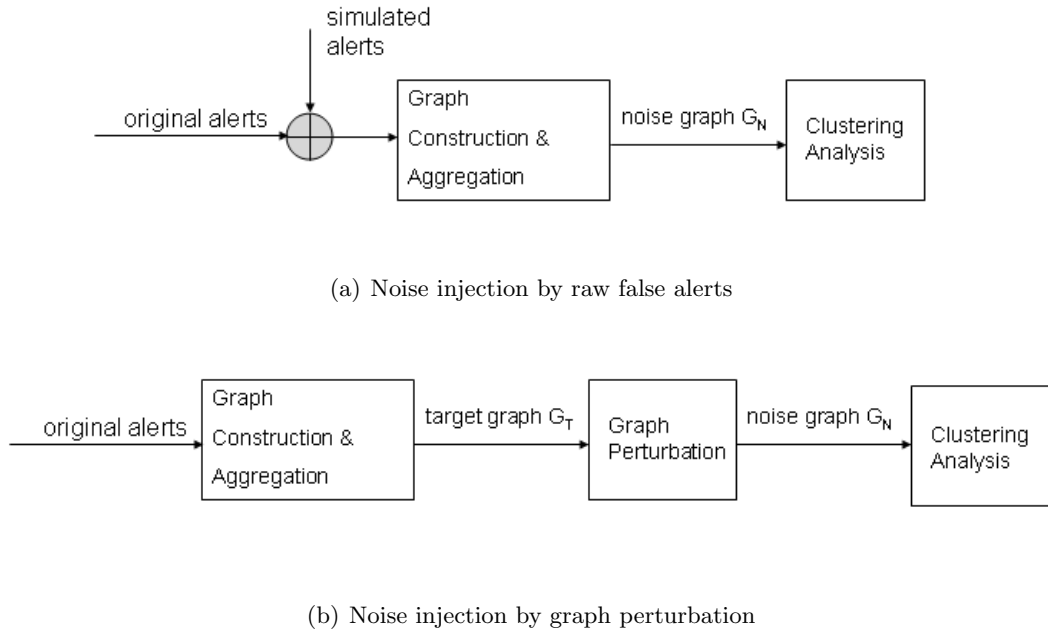 simulated
alerts
original alerts
Graph
Construction &
Aggregation
noise graph G_N
Clustering
Analysis
(a) Noise injection by raw false alerts
original alerts
Graph
Construction &
Aggregation
target graph G_T
Graph
Perturbation
noise graph G_N
Clustering
Analysis
(b) Noise injection by graph perturbation